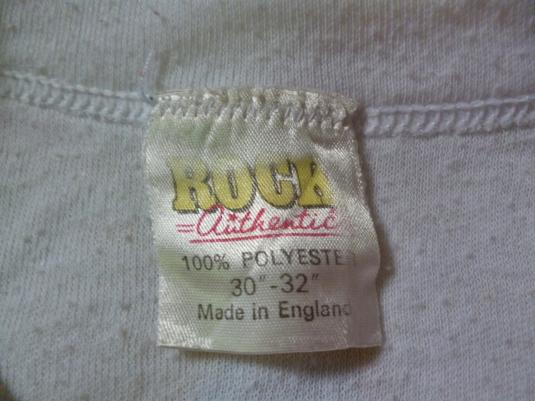 ROCK
Authentic
100% POLYESTER
30"-32"
Made in England